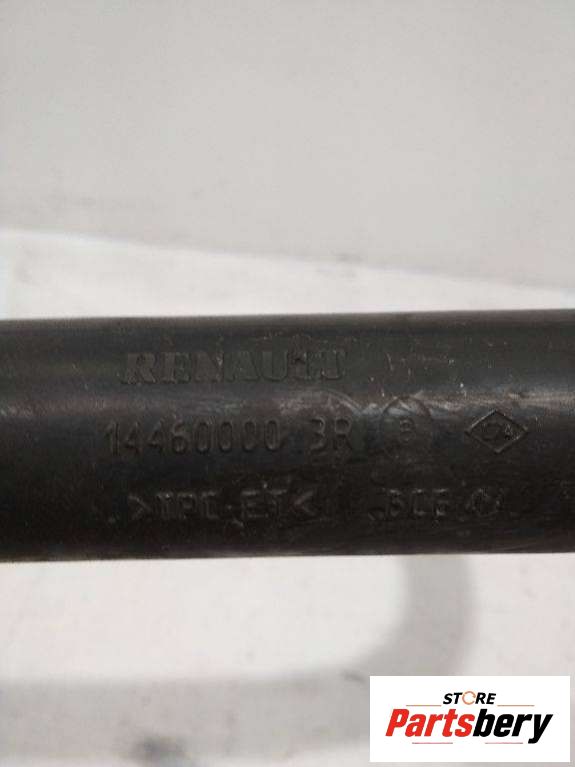 RENAULT
14460000 3R B
>TPC-ET<
STORE
Partsbery